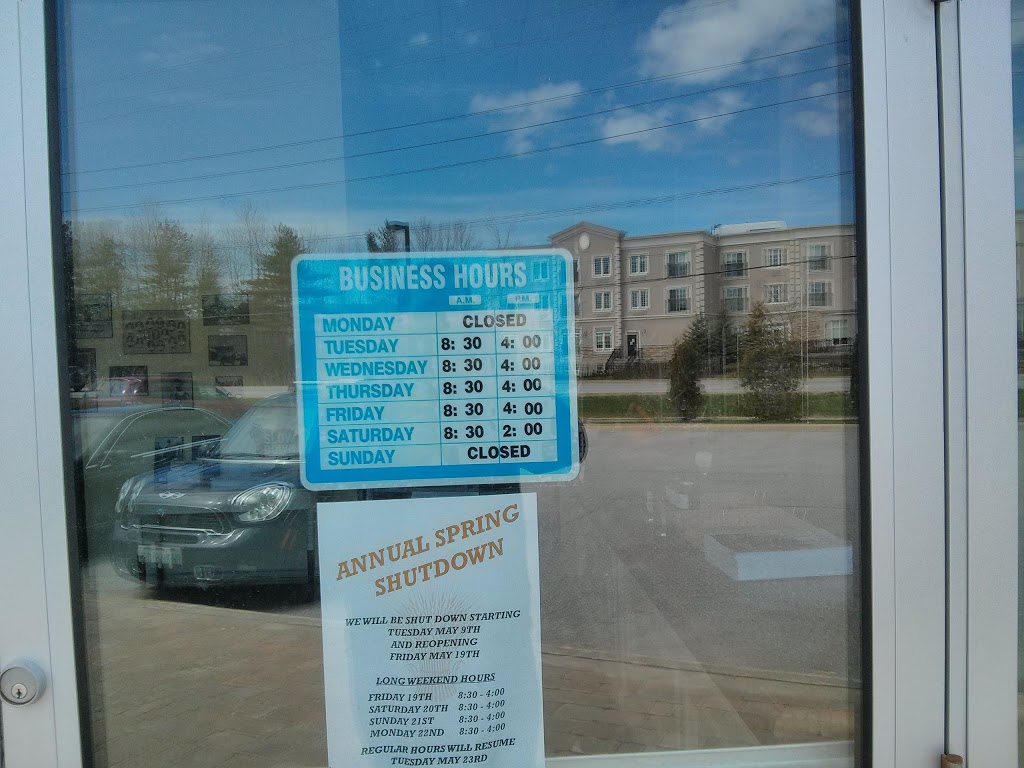 BUSINESS HOURS
A.M. P.M.
MONDAY CLOSED
TUESDAY 8: 30 4: 00
WEDNESDAY 8: 30 4: 00
THURSDAY 8: 30 4: 00
FRIDAY 8: 30 4: 00
SATURDAY 8: 30 2: 00
SUNDAY CLOSED
ANNUAL SPRING
SHUTDOWN
WE WILL BE SHUT DOWN STARTING
TUESDAY MAY 9TH
AND REOPENING
FRIDAY MAY 19TH
LONG WEEKEND HOURS
FRIDAY 19TH 8:30 - 4:00
SATURDAY 20TH 8:30 - 4:00
SUNDAY 21ST 8:30 - 4:00
MONDAY 22ND 8:30 - 4:00
REGULAR HOURS WILL RESUME
TUESDAY MAY 23RD